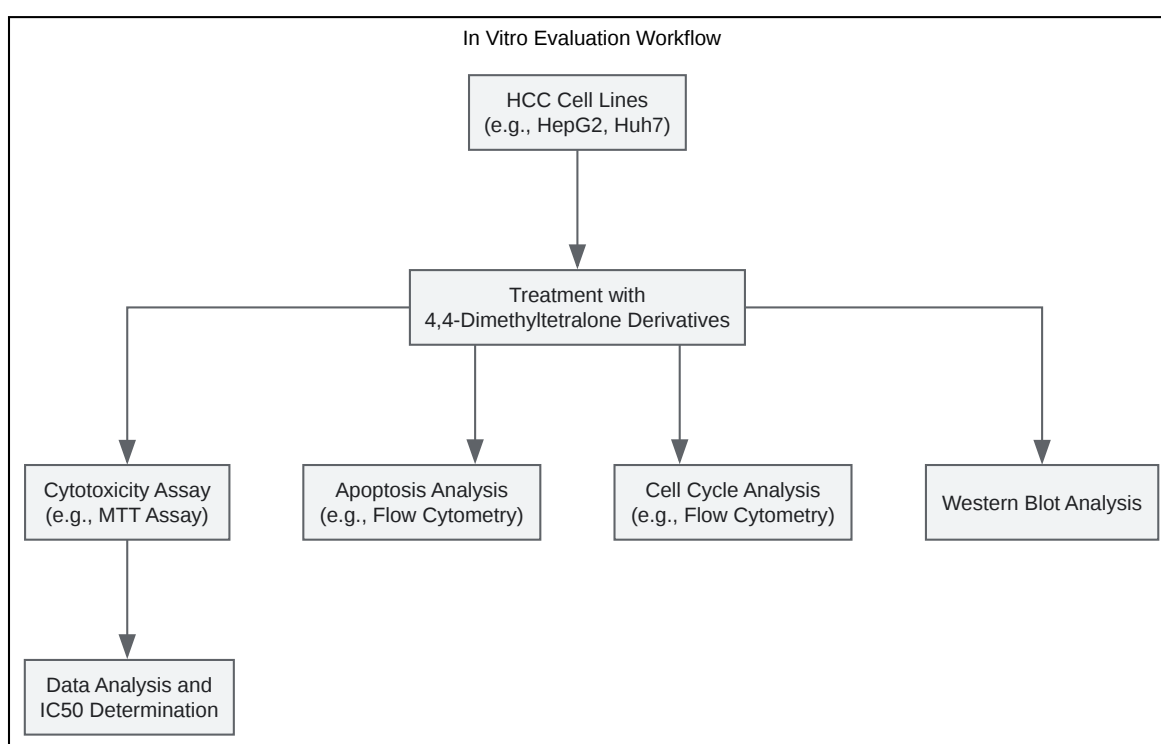 In Vitro Evaluation Workflow
HCC Cell Lines
(e.g., HepG2, Huh7)
Treatment with
4,4-Dimethyltetralone Derivatives
Cytotoxicity Assay
(e.g., MTT Assay)
Apoptosis Analysis
(e.g., Flow Cytometry)
Cell Cycle Analysis
(e.g., Flow Cytometry)
Western Blot Analysis
Data Analysis and
IC50 Determination